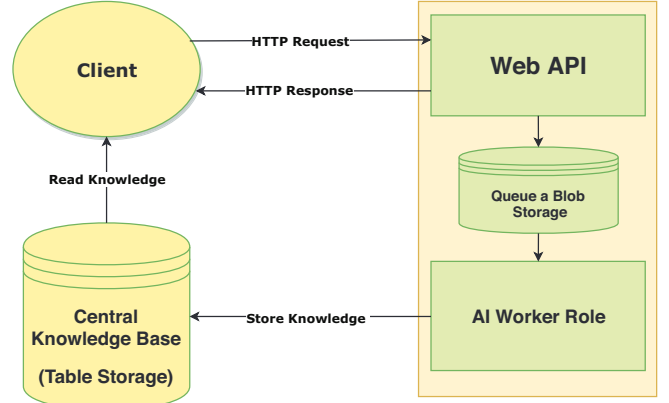 HTTP Request
Client
Web API
HTTP Response
Read Knowledge
Queue a Blob
Storage
Central
Knowledge Base
(Table Storage)
Store Knowledge
AI Worker Role